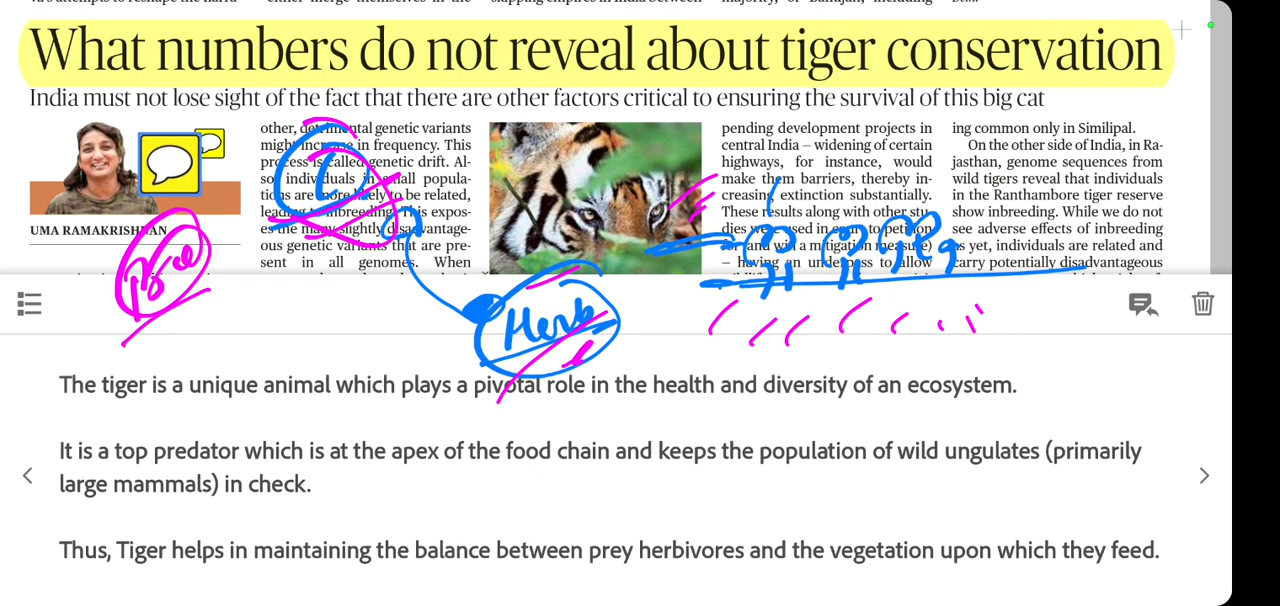 What numbers do not reveal about tiger conservation
India must not lose sight of the fact that there are other factors critical to ensuring the survival of this big cat
UMA RAMAKRISHNAN
other, detrimental genetic variants
might increase in frequency. This
process is called genetic drift. Al-
so individuals in small popula-
tions are more likely to be related,
leading to inbreeding. This expos-
es the many slightly disadvantage-
ous genetic variants that are pre-
sent in all genomes. When
pending development projects in
central India – widening of certain
highways, for instance, would
make them barriers, thereby in-
creasing extinction substantially.
These results along with other stu-
dies were used in court to petition
for (and win a mitigation measure)
– having an underpass to allow
ing common only in Similipal.
On the other side of India, in Ra-
jasthan, genome sequences from
wild tigers reveal that individuals
in the Ranthambore tiger reserve
show inbreeding. While we do not
see adverse effects of inbreeding
as yet, individuals are related and
carry potentially disadvantageous
Herb
The tiger is a unique animal which plays a pivotal role in the health and diversity of an ecosystem.
It is a top predator which is at the apex of the food chain and keeps the population of wild ungulates (primarily
large mammals) in check.
Thus, Tiger helps in maintaining the balance between prey herbivores and the vegetation upon which they feed.